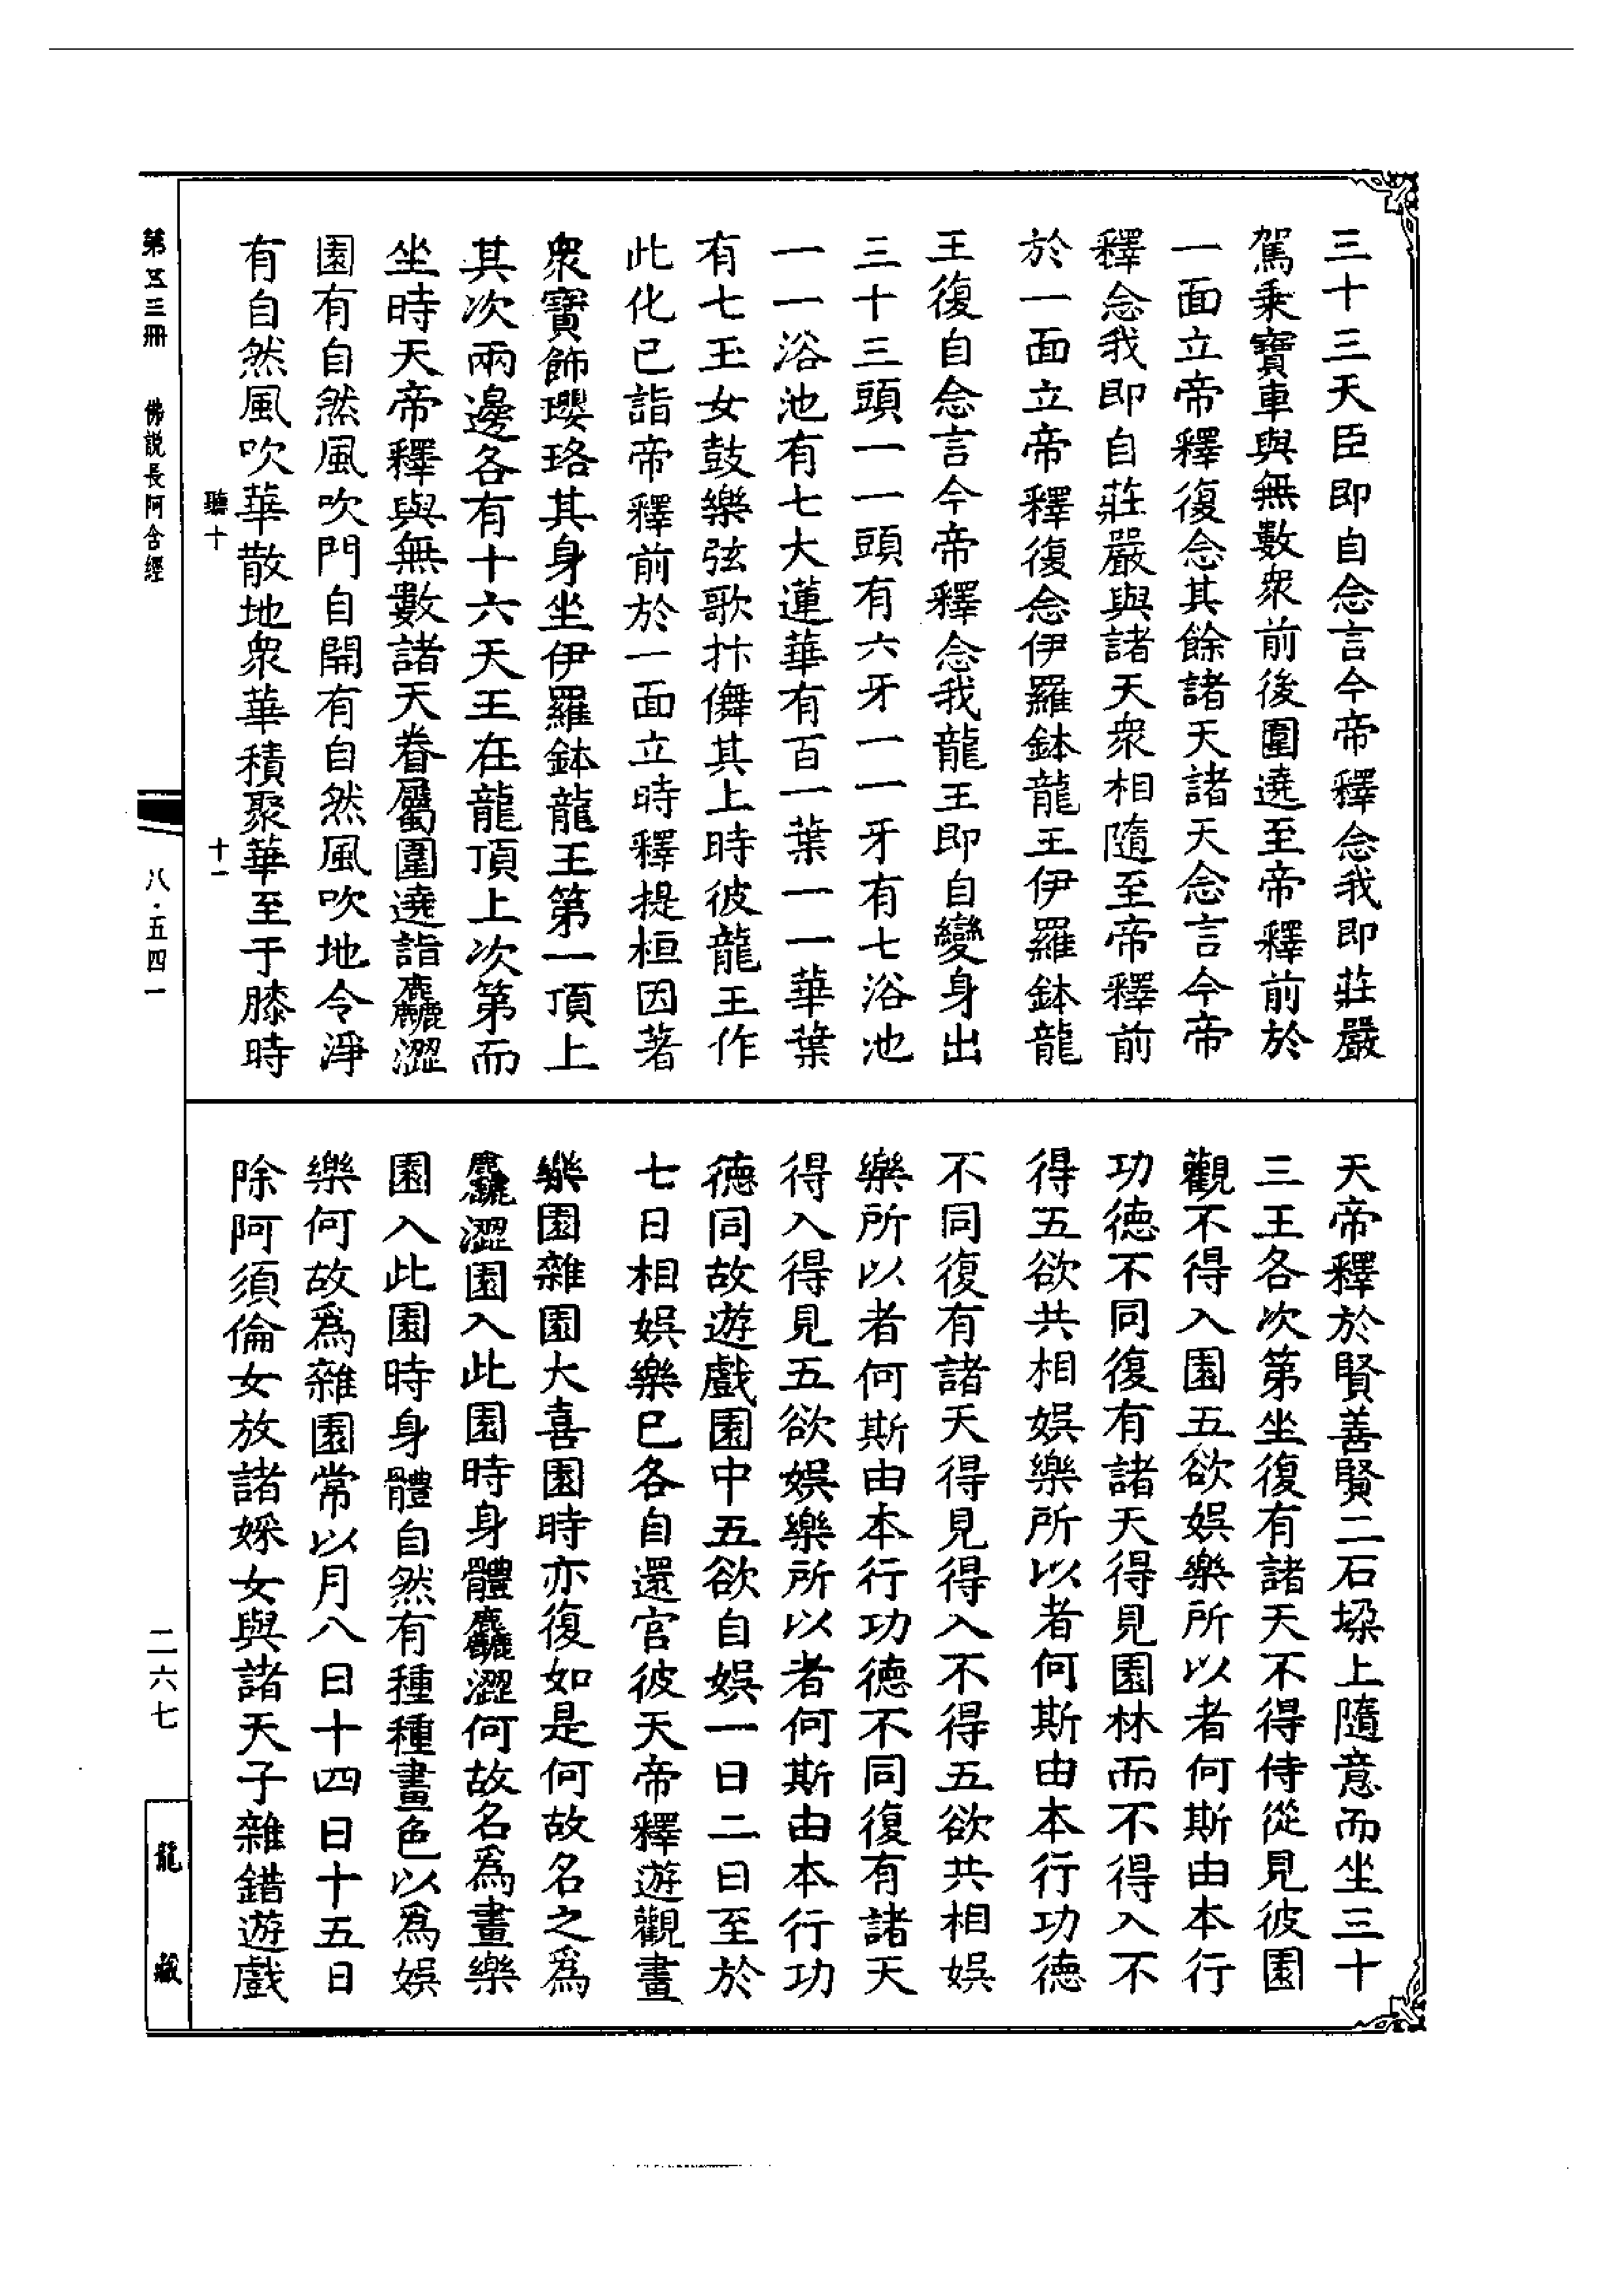 三十三天臣即自念言今帝釋念我即莊嚴
駕乘寶車與無數衆前後圍遶至帝釋前於
一面立帝釋復念其餘諸天諸天念言今帝
釋念我即自莊嚴與諸天衆相隨至帝釋前
於一面立帝釋復念伊羅鉢龍王伊羅鉢龍
王復自念言今帝釋念我龍王即自變身出
三十三頭一一頭有六牙一一牙有七浴池
一一浴池有七大蓮華有百一葉一一華葉
有七玉女鼓樂弦歌抃儛其上時彼龍王作
此化已詣帝釋前於一面立時釋提桓因著
衆寶飾瓔珞其身坐伊羅鉢龍王第一頂上
其次兩邊各有十六天王在龍頂上次第而
坐時天帝釋與無數諸天眷屬圍遶詣麤澀
園有自然風吹門自開有自然風吹地令淨
有自然風吹華散地衆華積聚華至于膝時
聽十
十一
天帝釋於賢善賢二石垜上隨意而坐三十
三王各次第坐復有諸天不得侍從見彼園
觀不得入園五欲娛樂所以者何斯由本行
功德不同復有諸天得見園林而不得入不
得五欲共相娛樂所以者何斯由本行功德
不同復有諸天得見得入不得五欲共相娛
樂所以者何斯由本行功德不同復有諸天
得入得見五欲娛樂所以者何斯由本行功
德同故遊戲園中五欲自娛一日二日至於
七日相娛樂已各自還宮彼天帝釋遊觀畫
樂園雜園大喜園時亦復如是何故名之爲
麤澀園入此園時身體麤澀何故名爲畫樂
園入此園時身體自然有種種畫色以爲娛
樂何故爲雜園常以月八日十四日十五日
除阿須倫女放諸婇女與諸天子雜錯遊戲
第五三冊
佛説長阿含經
八·五四一
二六七
龍藏